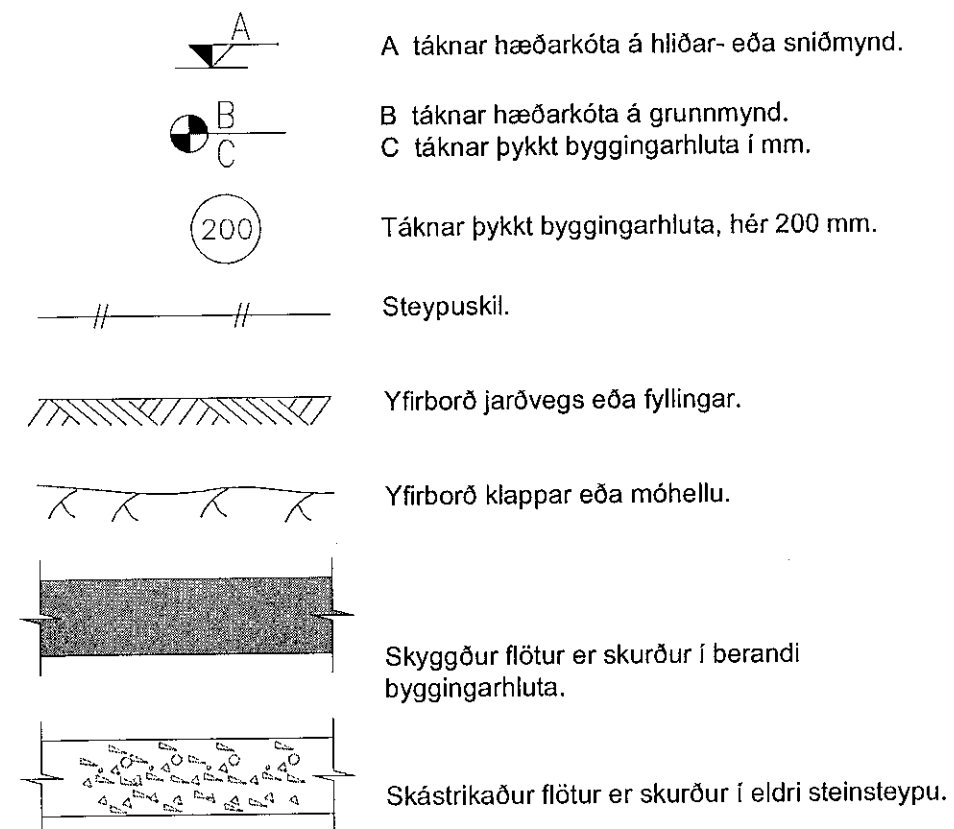 A
A táknar hæðarkóta á hliðar- eða sniðmynd.
B
C
B táknar hæðarkóta á grunnmynd.
C táknar þykkt byggingarhluta í mm.
200
Táknar þykkt byggingarhluta, hér 200 mm.
Steypuskil.
Yfirborð jarðvegs eða fyllingar.
Yfirborð klappar eða móhellu.
Skyggður flötur er skurður í berandi
byggingarhluta.
Skástrikaður flötur er skurður í eldri steinsteypu.